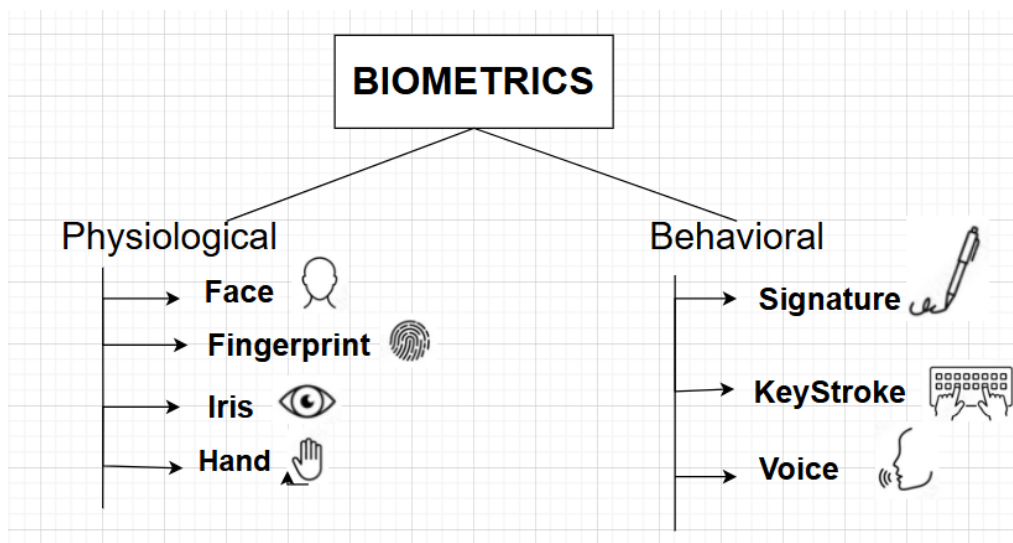 BIOMETRICS
Physiological
Face
Fingerprint
Iris
Hand
Behavioral
Signature
KeyStroke
Voice